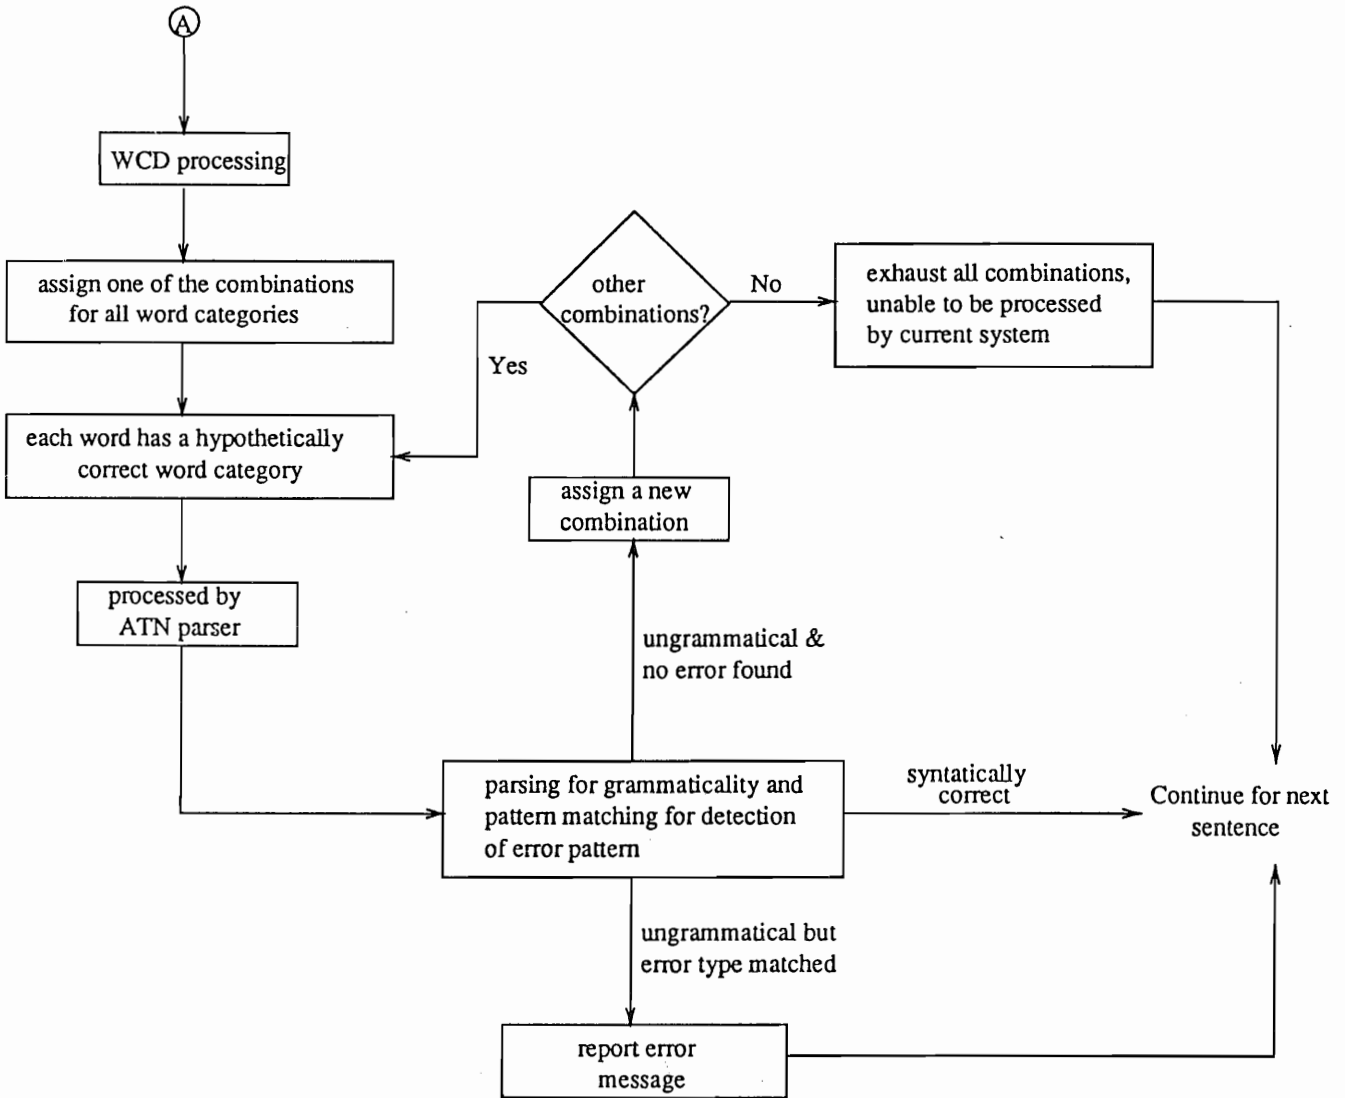 A
WCD processing
assign one of the combinations
for all word categories
each word has a hypothetically
correct word category
processed by
ATN parser
other
combinations?
Yes
No
exhaust all combinations,
unable to be processed
by current system
assign a new
combination
ungrammatical &
no error found
parsing for grammaticality and
pattern matching for detection
of error pattern
syntatically
correct
Continue for next
sentence
ungrammatical but
error type matched
report error
message